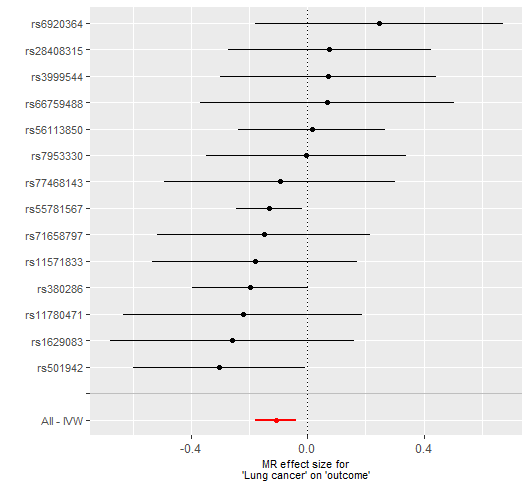 rs6920364
rs28408315
rs3999544
rs66759488
rs56113850
rs7953330
rs77468143
rs55781567
rs71658797
rs11571833
rs380286
rs11780471
rs1629083
rs501942
All - IVW
-0.4 0.0 0.4
MR effect size for
'Lung cancer' on 'outcome'